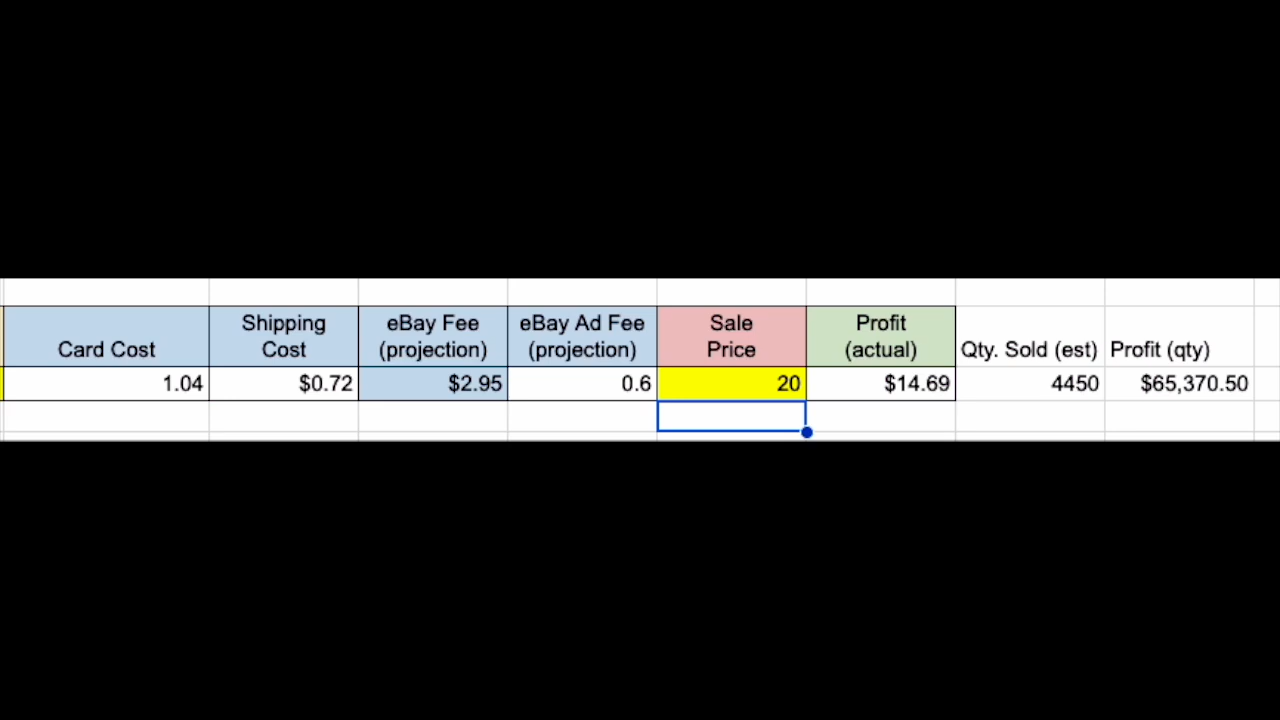 Card Cost
Shipping Cost
eBay Fee (projection)
eBay Ad Fee (projection)
Sale Price
Profit (actual)
Qty. Sold (est)
Profit (qty)
1.04
$0.72
$2.95
0.6
20
$14.69
4450
$65,370.50